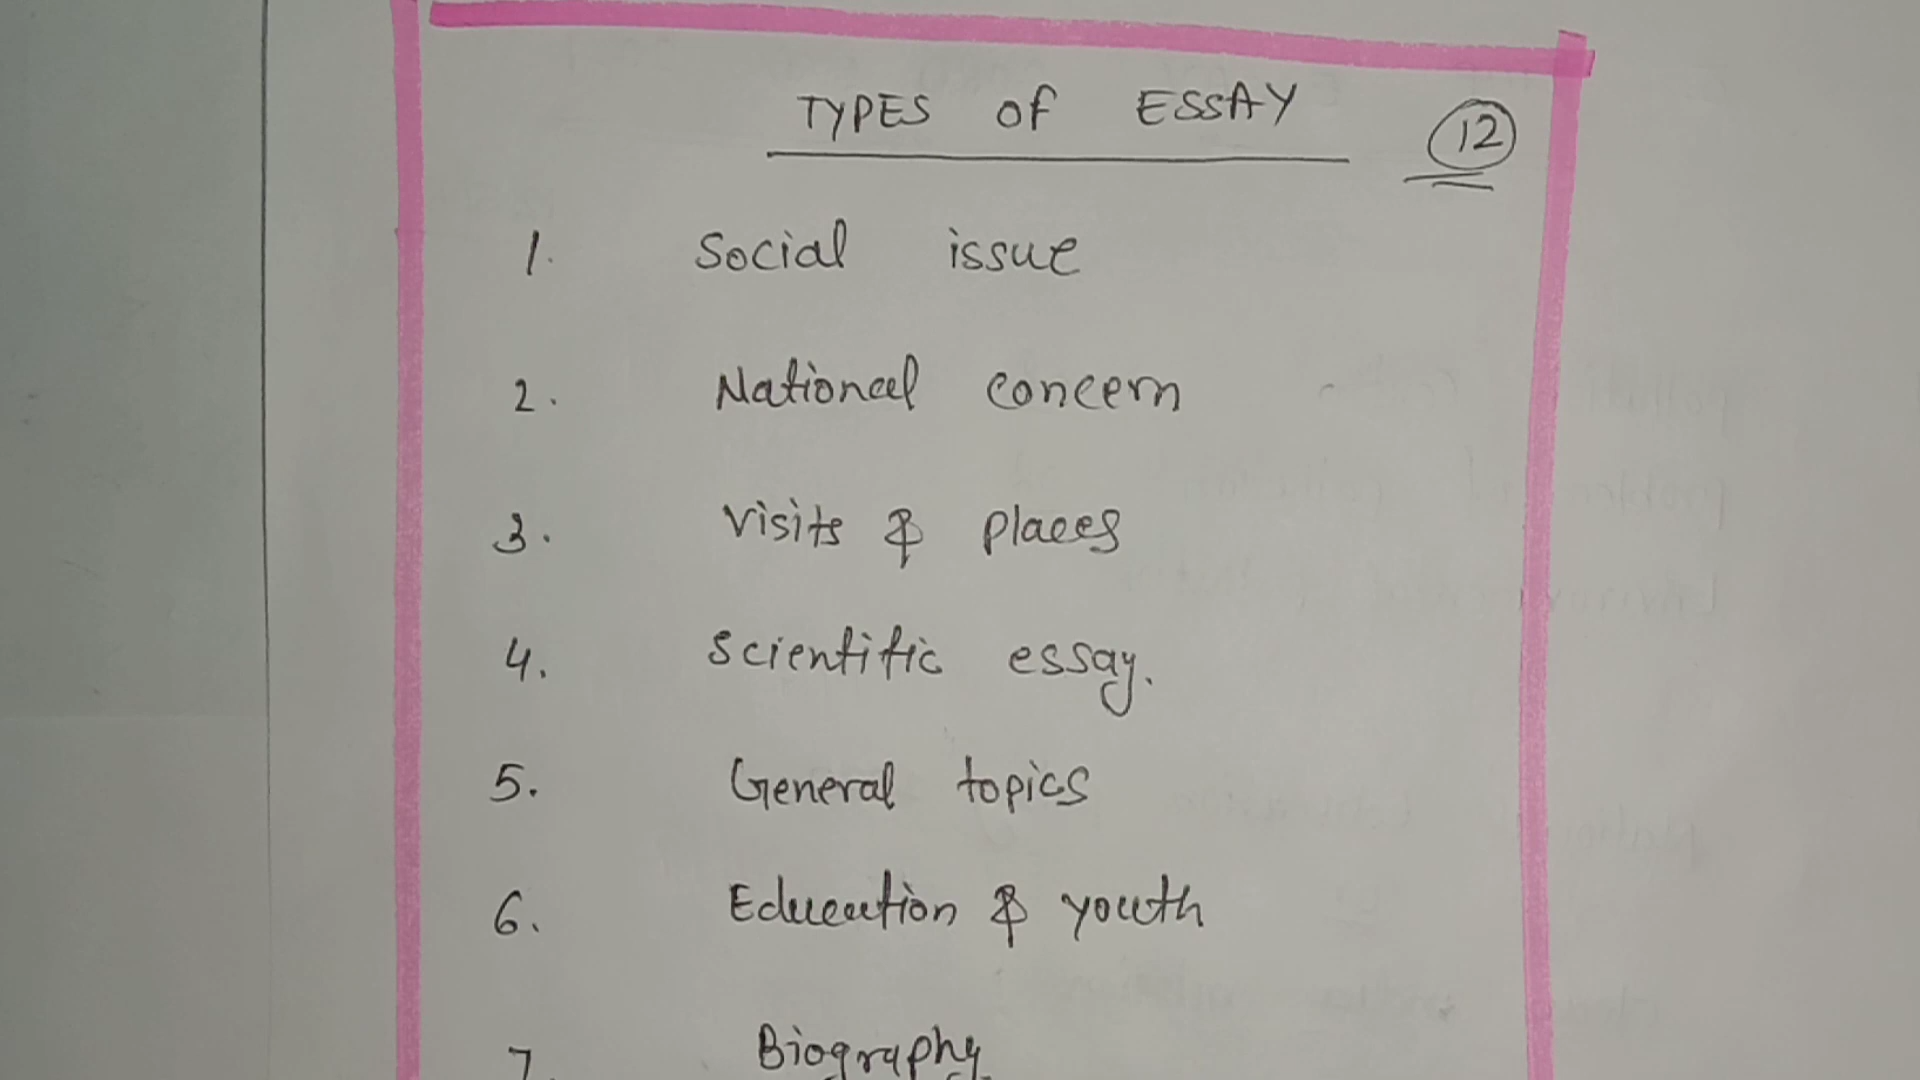 TYPES OF ESSAY
12
1. Social issue
2. National concern
3. Visits & places
4. Scientific essay.
5. General topics
6. Education & youth
7. Biography